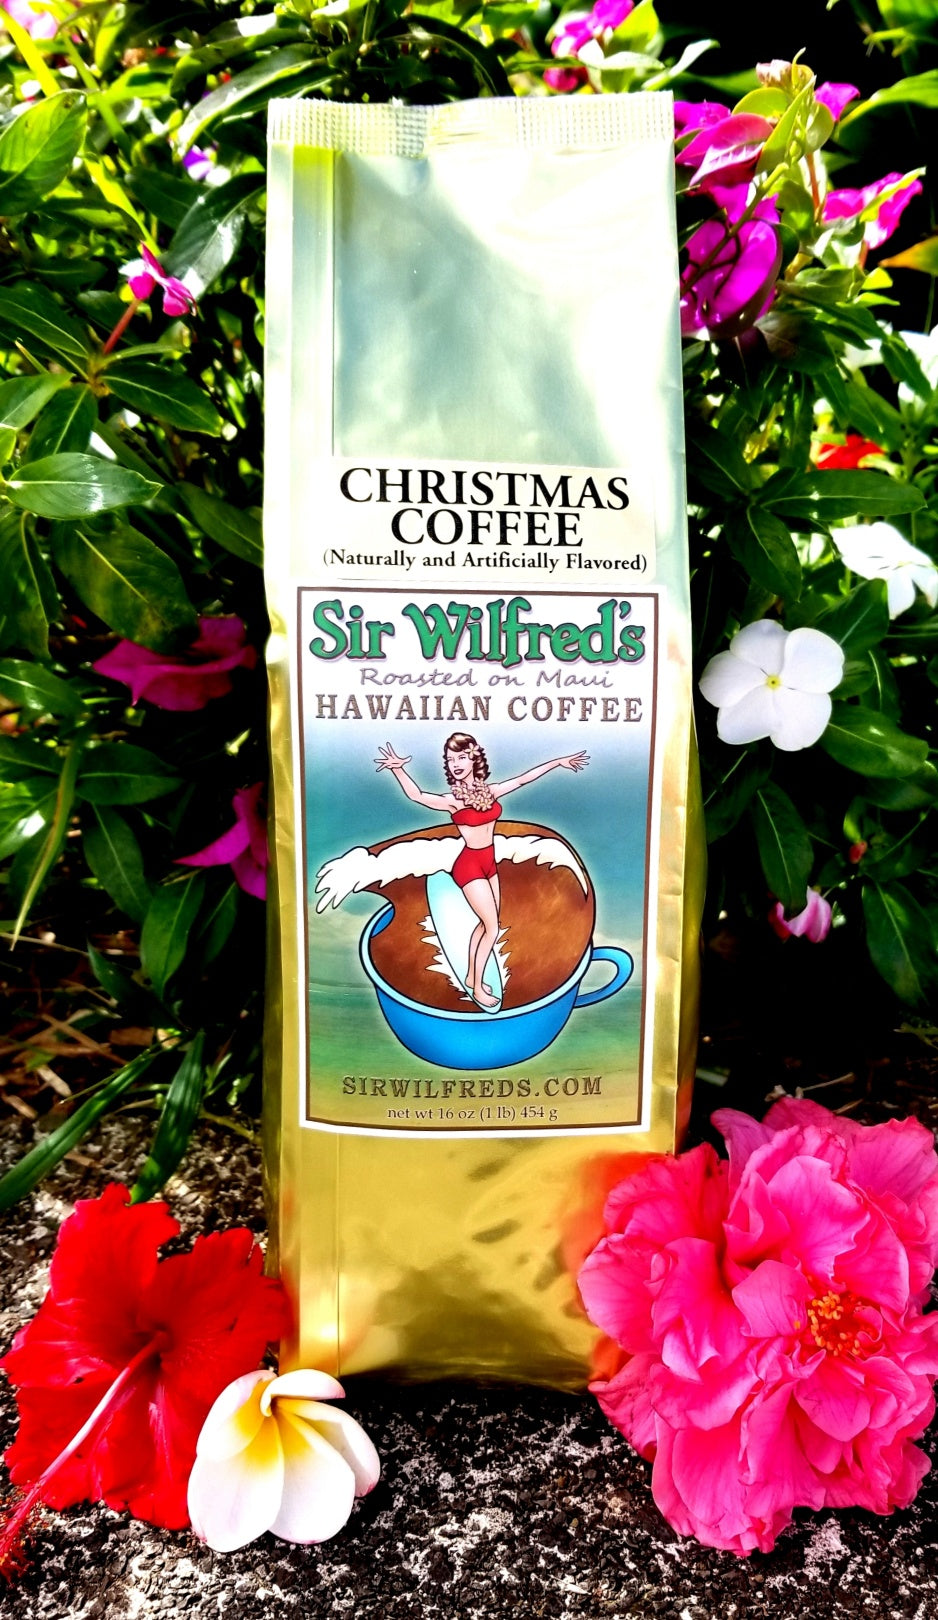 CHRISTMAS
COFFEE
(Naturally and Artificially Flavored)
Sir Wilfred's
Roasted on Maui
HAWAIIAN COFFEE
SIRWILFREDS.COM
net wt 16 oz (1 lb) 454 g